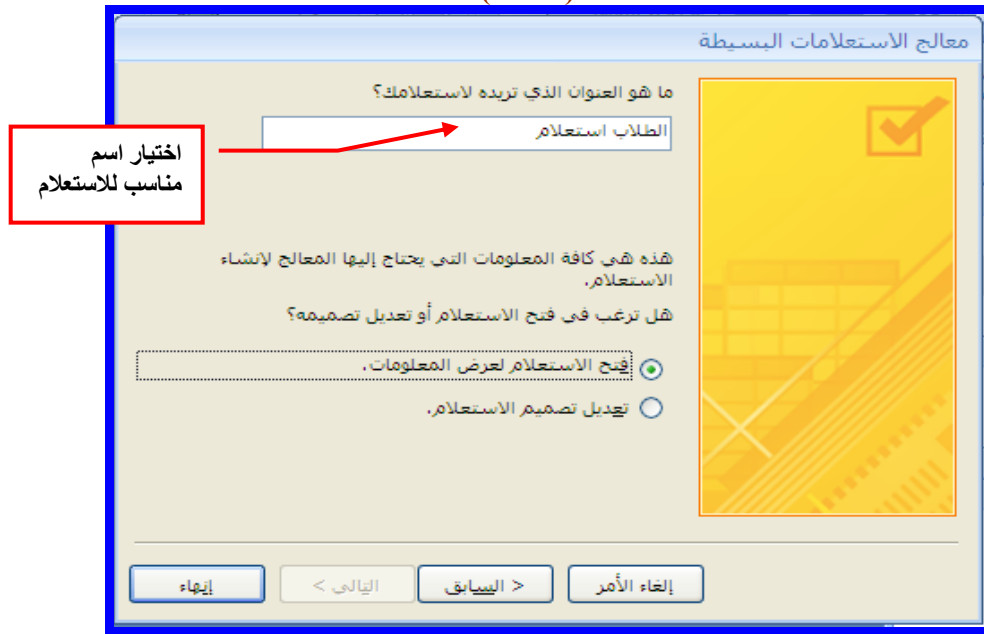 معالج الاستعلامات البسيطة
ما هو العنوان الذي تريده لاستعلامك؟
الطلاب استعلام
اختيار اسم
مناسب للاستعلام
هذه هي كافة المعلومات التي يحتاج إليها المعالج لإنشاء
الاستعلام.
هل ترغب في فتح الاستعلام أو تعديل تصميمه؟
فتح الاستعلام لعرض المعلومات.
تعديل تصميم الاستعلام.
إلغاء الأمر
< السابق
التالي >
إنهاء